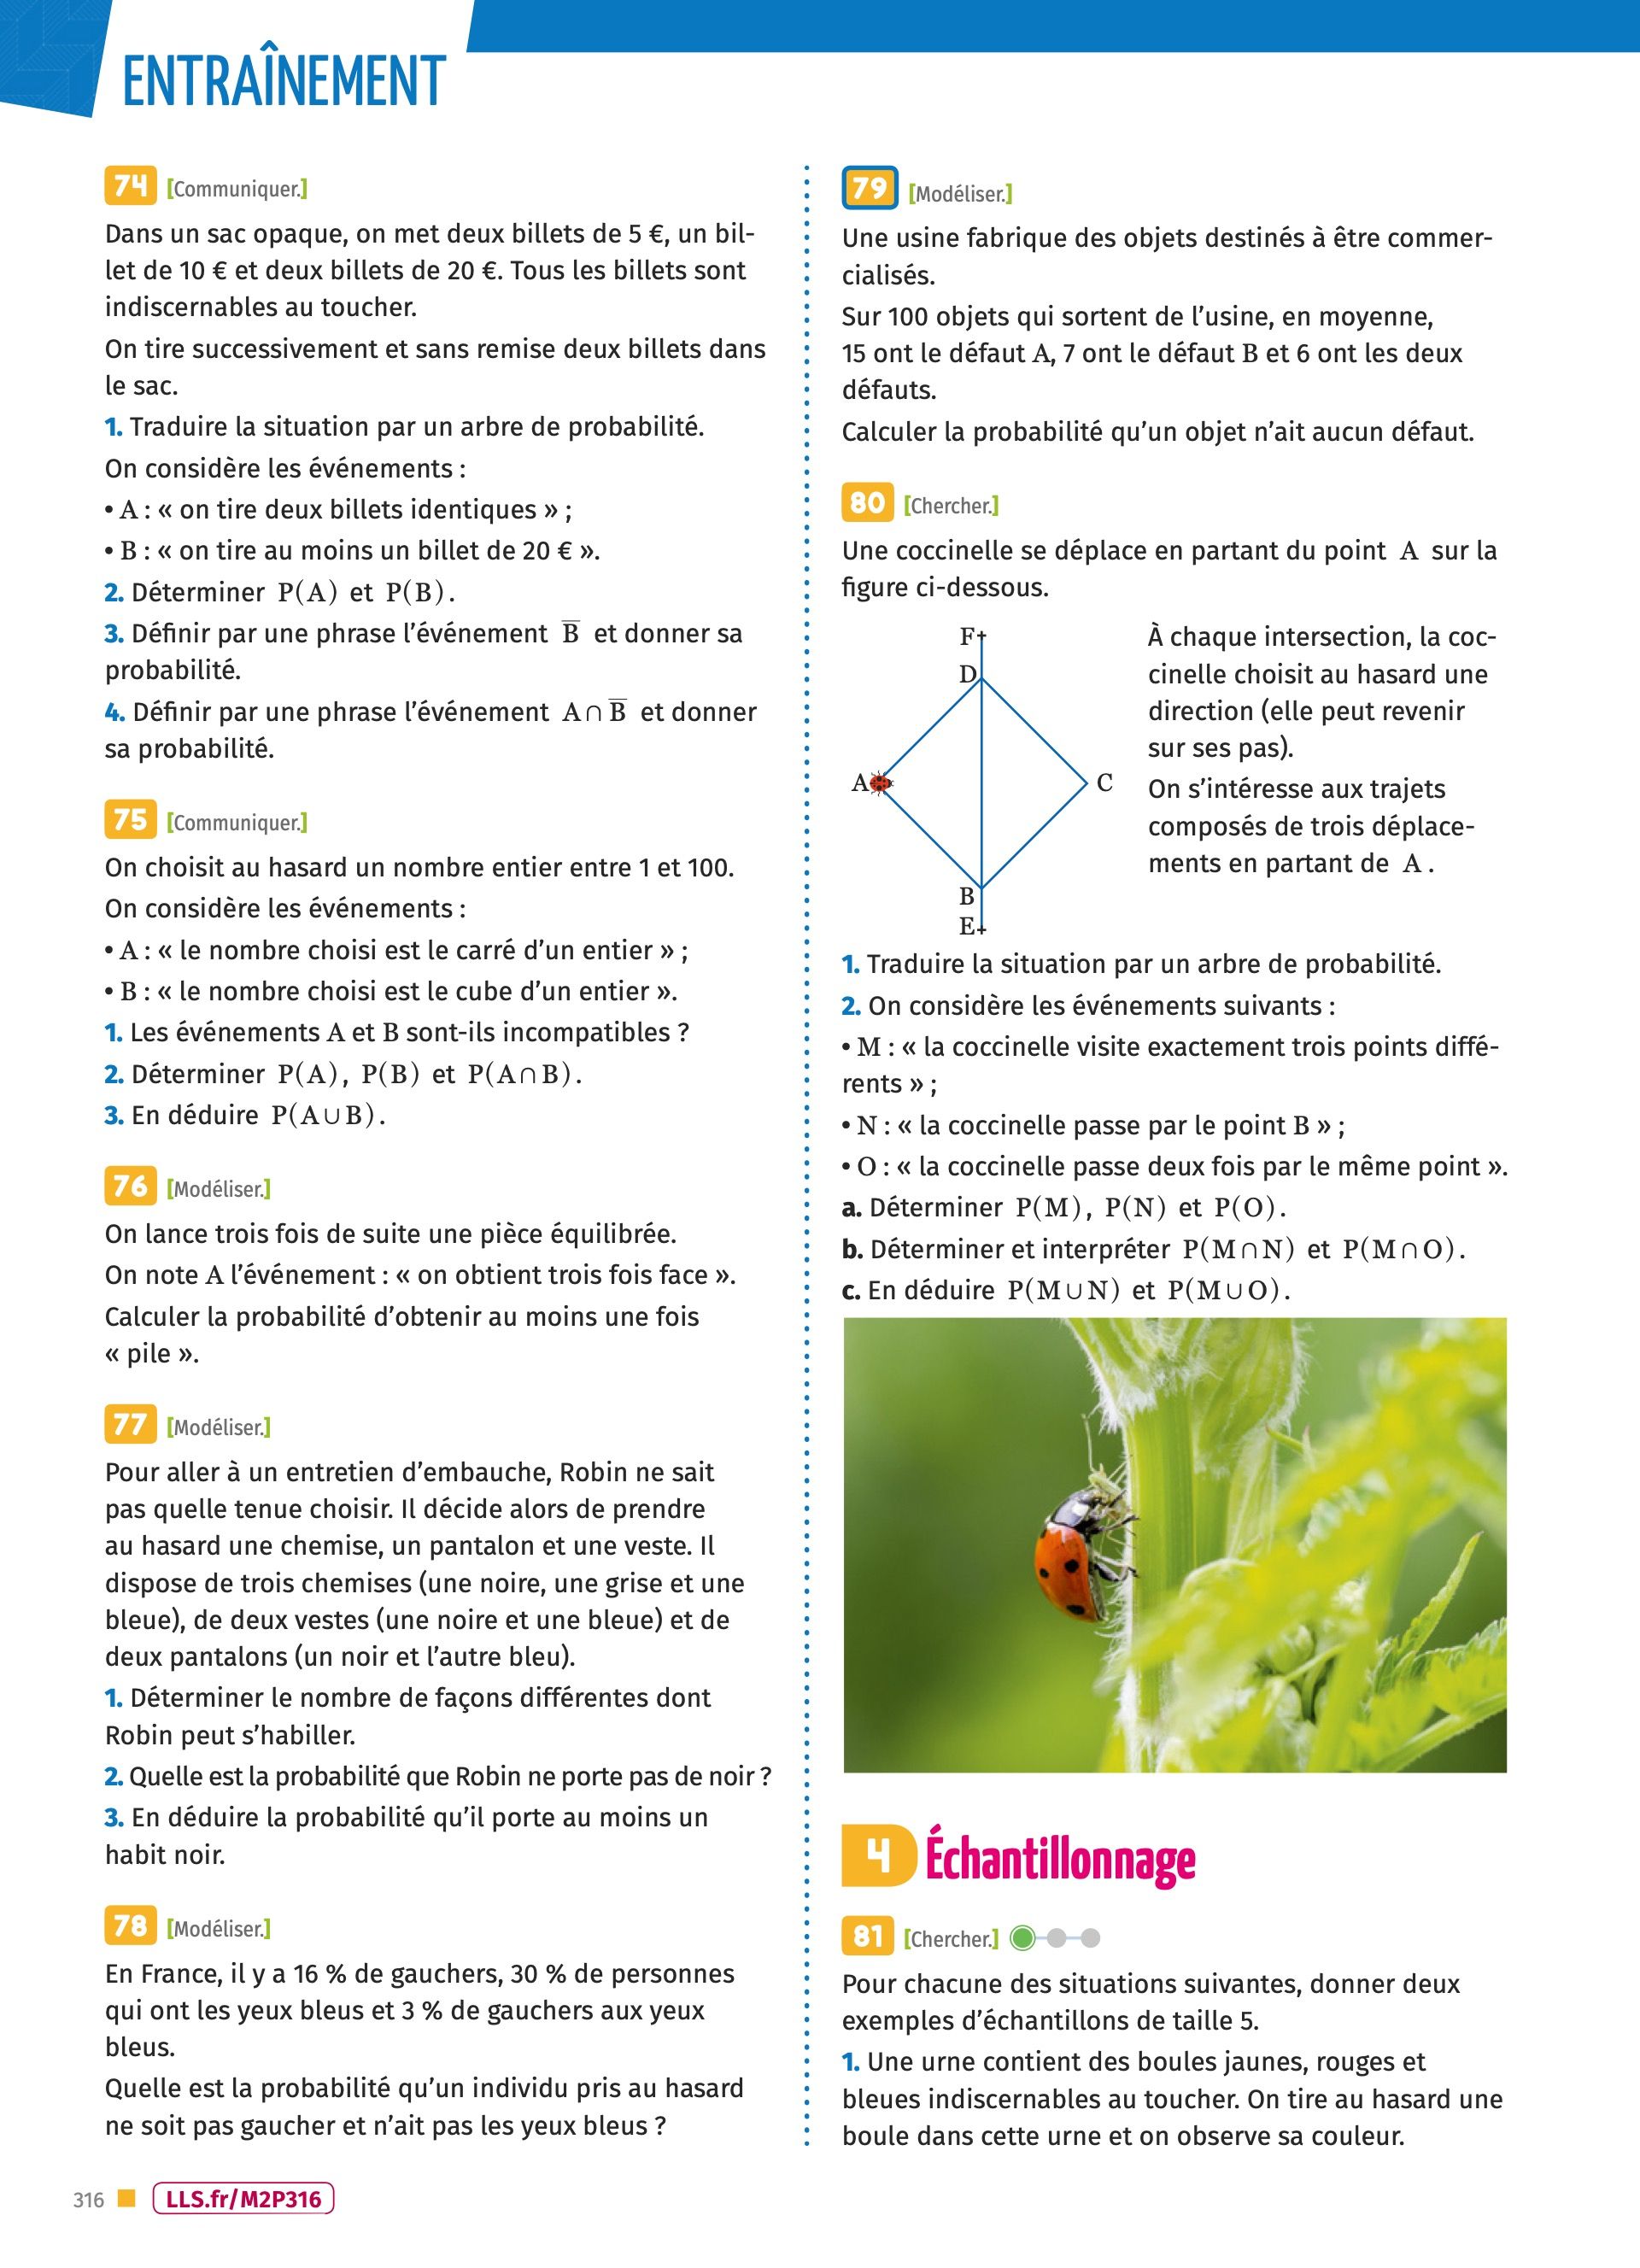 ENTRAÎNEMENT
74 [Communiquer.]
Dans un sac opaque, on met deux billets de 5 €, un bil-
let de 10 € et deux billets de 20 €. Tous les billets sont
indiscernables au toucher.
On tire successivement et sans remise deux billets dans
le sac.
1. Traduire la situation par un arbre de probabilité.
On considère les événements :
• A : « on tire deux billets identiques » ;
• B : « on tire au moins un billet de 20 € ».
2. Déterminer P(A) et P(B).
3. Définir par une phrase l’événement B̅ et donner sa
probabilité.
4. Définir par une phrase l’événement A∩B̅ et donner
sa probabilité.
75 [Communiquer.]
On choisit au hasard un nombre entier entre 1 et 100.
On considère les événements :
• A : « le nombre choisi est le carré d’un entier » ;
• B : « le nombre choisi est le cube d’un entier ».
1. Les événements A et B sont-ils incompatibles ?
2. Déterminer P(A), P(B) et P(A∩B).
3. En déduire P(A∪B).
76 [Modéliser.]
On lance trois fois de suite une pièce équilibrée.
On note A l’événement : « on obtient trois fois face ».
Calculer la probabilité d’obtenir au moins une fois
« pile ».
77 [Modéliser.]
Pour aller à un entretien d’embauche, Robin ne sait
pas quelle tenue choisir. Il décide alors de prendre
au hasard une chemise, un pantalon et une veste. Il
dispose de trois chemises (une noire, une grise et une
bleue), de deux vestes (une noire et une bleue) et de
deux pantalons (un noir et l’autre bleu).
1. Déterminer le nombre de façons différentes dont
Robin peut s’habiller.
2. Quelle est la probabilité que Robin ne porte pas de noir ?
3. En déduire la probabilité qu’il porte au moins un
habit noir.
78 [Modéliser.]
En France, il y a 16 % de gauchers, 30 % de personnes
qui ont les yeux bleus et 3 % de gauchers aux yeux
bleus.
Quelle est la probabilité qu’un individu pris au hasard
ne soit pas gaucher et n’ait pas les yeux bleus ?
79 [Modéliser.]
Une usine fabrique des objets destinés à être commer-
cialisés.
Sur 100 objets qui sortent de l’usine, en moyenne,
15 ont le défaut A, 7 ont le défaut B et 6 ont les deux
défauts.
Calculer la probabilité qu’un objet n’ait aucun défaut.
80 [Chercher.]
Une coccinelle se déplace en partant du point A sur la
figure ci-dessous.
F
D
A
C
B
E
À chaque intersection, la coc-
cinelle choisit au hasard une
direction (elle peut revenir
sur ses pas).
On s’intéresse aux trajets
composés de trois déplace-
ments en partant de A.
1. Traduire la situation par un arbre de probabilité.
2. On considère les événements suivants :
• M : « la coccinelle visite exactement trois points diffé-
rents » ;
• N : « la coccinelle passe par le point B » ;
• O : « la coccinelle passe deux fois par le même point ».
a. Déterminer P(M), P(N) et P(O).
b. Déterminer et interpréter P(M∩N) et P(M∩O).
c. En déduire P(M∪N) et P(M∪O).
4 Échantillonnage
81 [Chercher.]
Pour chacune des situations suivantes, donner deux
exemples d’échantillons de taille 5.
1. Une urne contient des boules jaunes, rouges et
bleues indiscernables au toucher. On tire au hasard une
boule dans cette urne et on observe sa couleur.
316
LLS.fr/M2P316